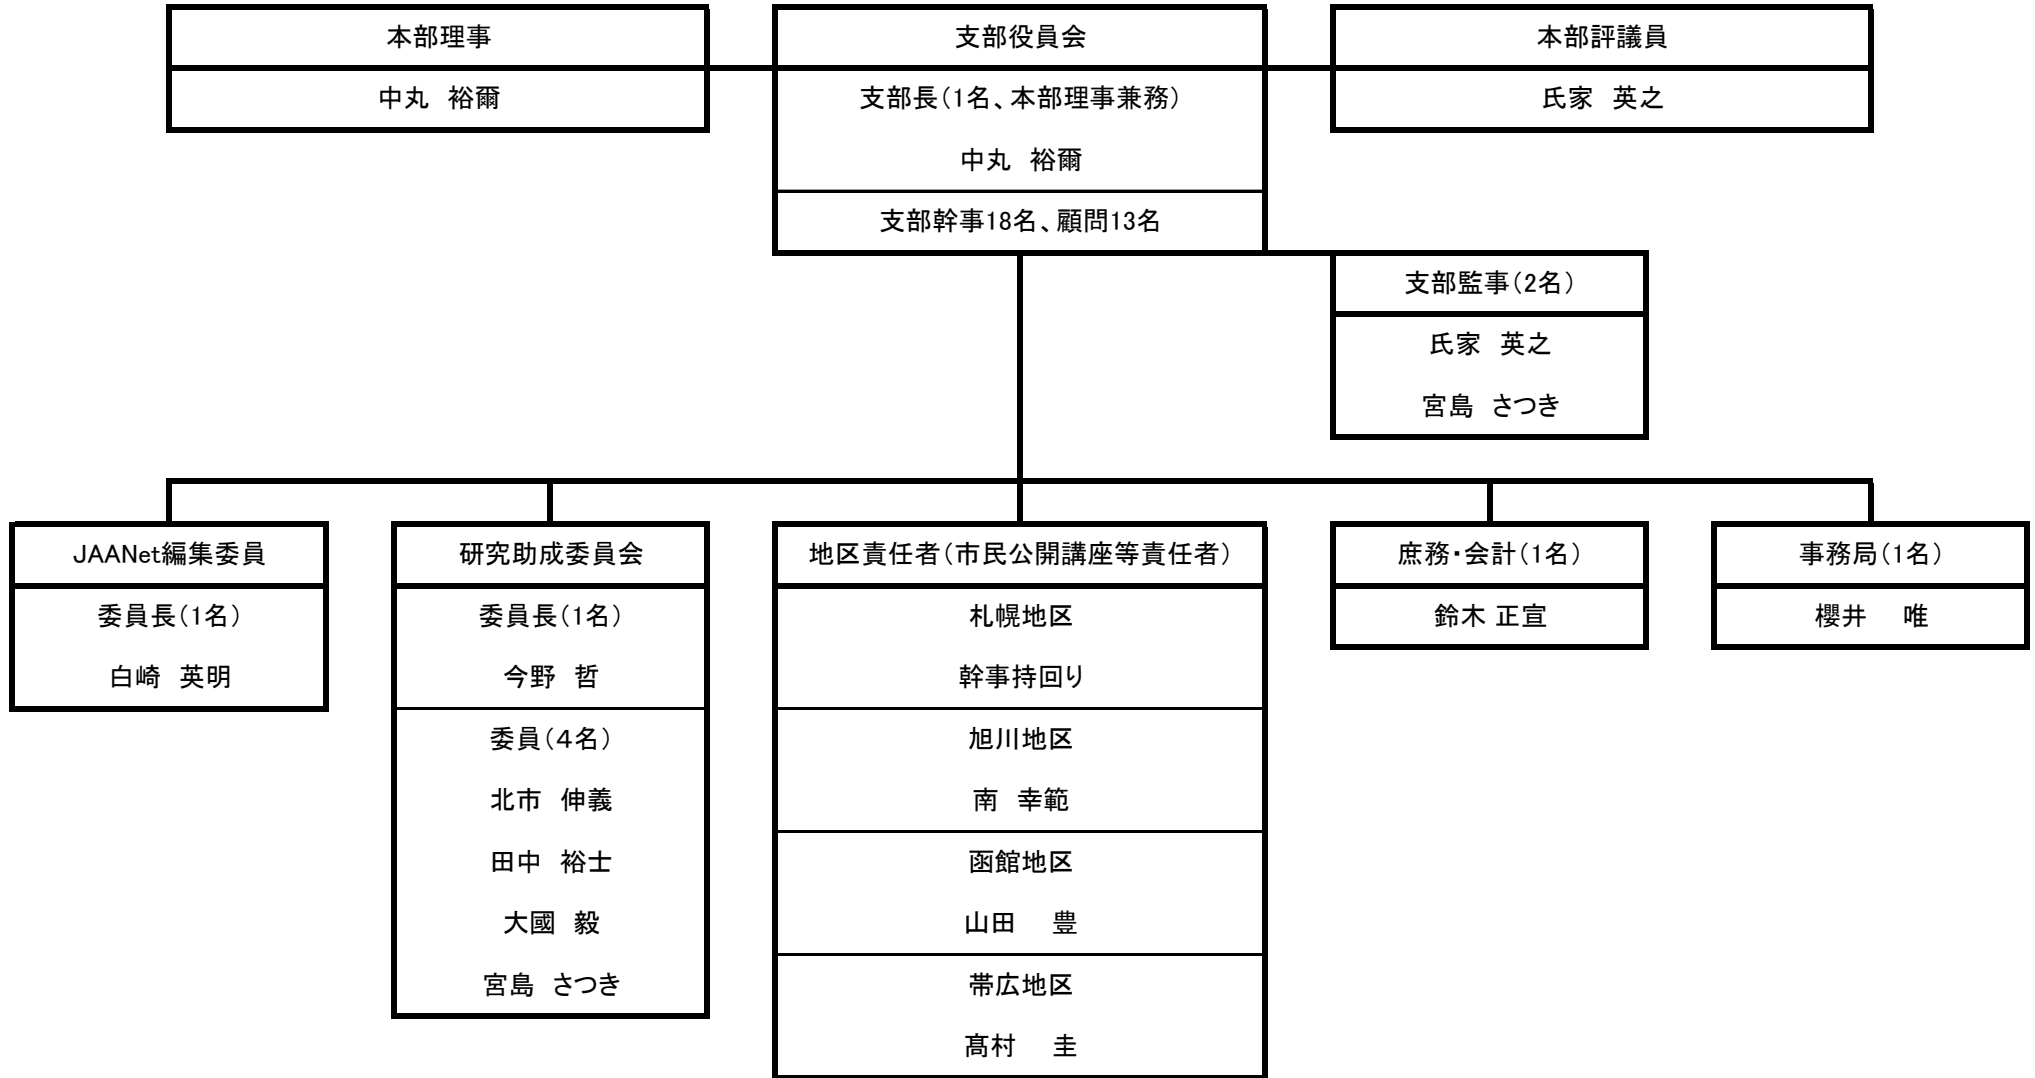 本部理事
中丸　裕爾
支部役員会
支部長（1名、本部理事兼務）
中丸　裕爾
支部幹事18名、顧問13名
本部評議員
氏家　英之
支部監事（2名）
氏家　英之
宮島　さつき
JAANet編集委員
委員長（1名）
白崎　英明
研究助成委員会
委員長（1名）
今野　哲
委員（４名）
北市　伸義
田中　裕士
大國　毅
宮島　さつき
地区責任者（市民公開講座等責任者）
札幌地区
幹事持回り
旭川地区
南　幸範
函館地区
山田　豊
帯広地区
髙村　圭
庶務・会計（1名）
鈴木 正宣
事務局（1名）
櫻井　唯